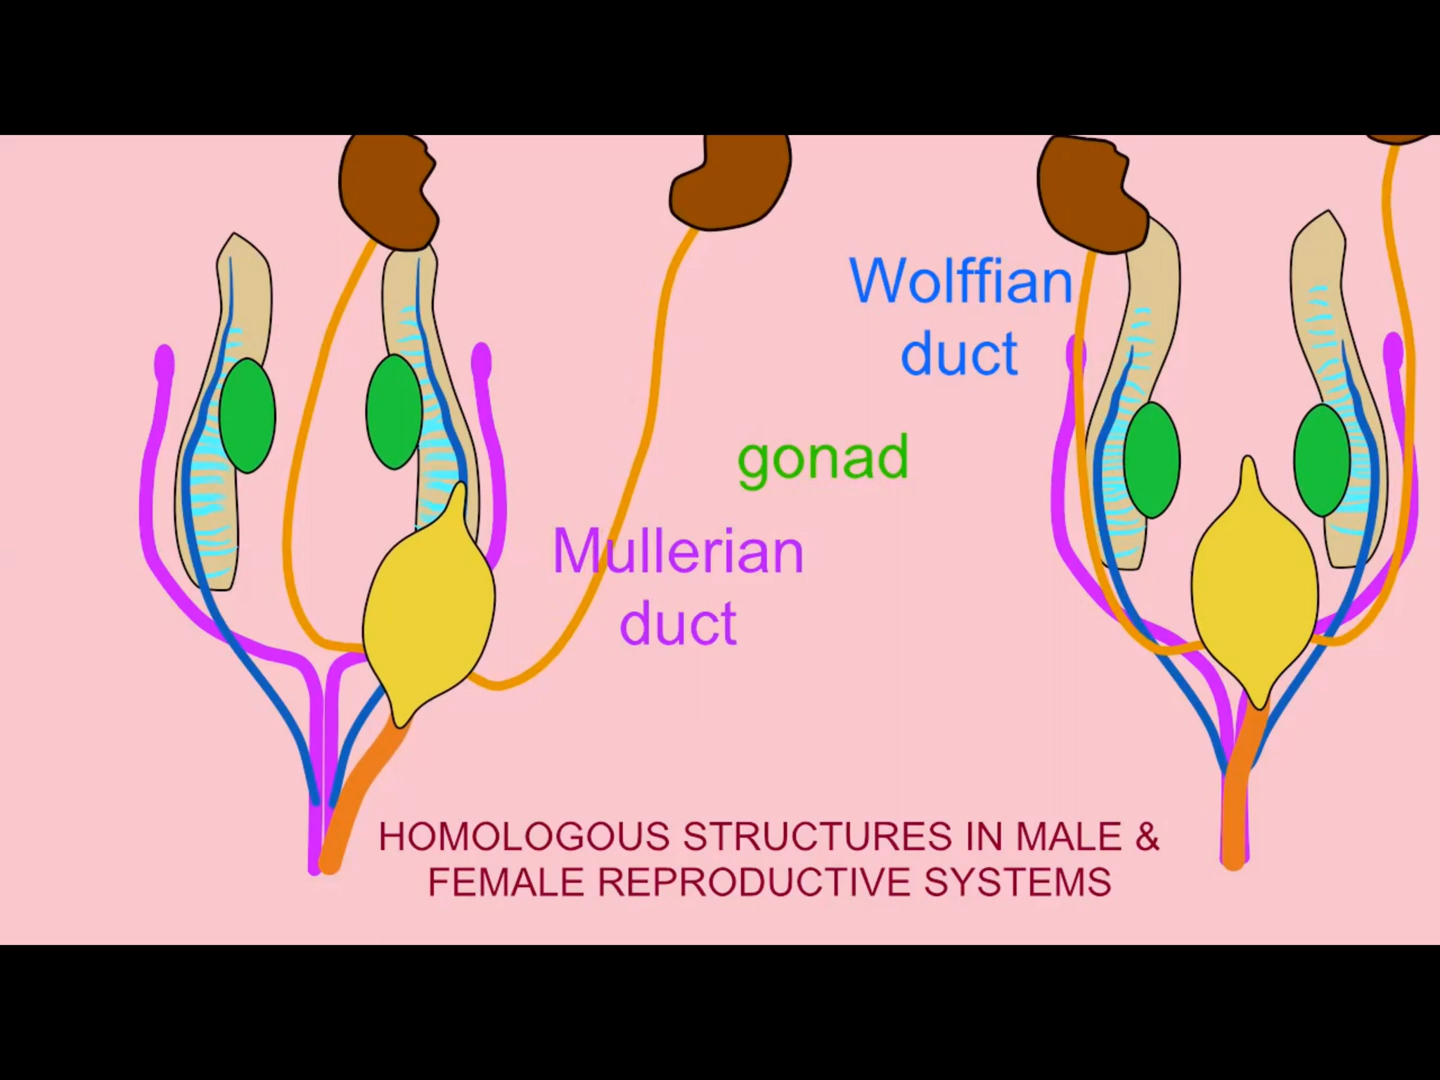 Wolffian
duct
gonad
Mullerian
duct
HOMOLOGOUS STRUCTURES IN MALE &
FEMALE REPRODUCTIVE SYSTEMS